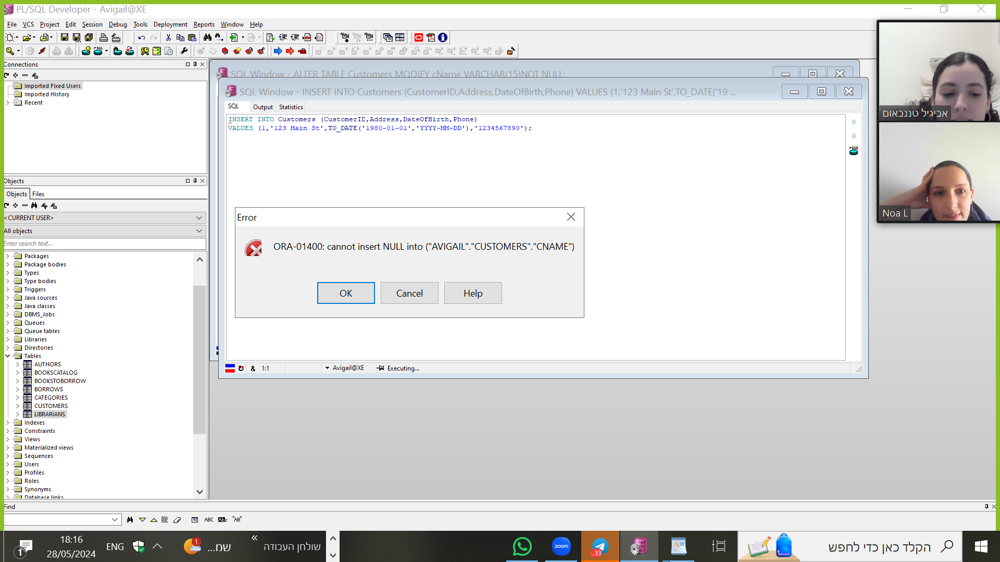 PL/SQL Developer - Avigail@XE
File VCS Project Edit Session Debug Tools Deployment Reports Window Help
Connections
Imported Fixed Users
Imported History
Recent
Objects
Objects Files
<CURRENT USER>
All objects
Enter search text...
Packages
Package bodies
Types
Type bodies
Triggers
Java sources
Java classes
DBMS_Jobs
Queues
Queue tables
Libraries
Directories
Tables
AUTHORS
BOOKSCATALOG
BOOKSTOBORROW
BORROWS
CATEGORIES
CUSTOMERS
LIBRARIANS
Indexes
Constraints
Views
Materialized views
Sequences
Users
Profiles
Roles
Synonyms
Database links
SQL Window - ALTER TABLE Customers MODIFY cName VARCHAR(15)NOT NULL;
SQL Window - INSERT INTO Customers (CustomerID,Address,DateOfBirth,Phone) VALUES (1,'123 Main St',TO_DATE('19 ...
SQL Output Statistics
INSERT INTO Customers (CustomerID,Address,DateOfBirth,Phone)
VALUES (1,'123 Main St',TO_DATE('1980-01-01','YYYY-MM-DD'),'1234567890');
Error
ORA-01400: cannot insert NULL into ("AVIGAIL"."CUSTOMERS"."CNAME")
OK Cancel Help
& 1:1 Avigail@XE Executing...
אביגיל טננבאום
Noa L
Find
ABC "AB"
18:16
28/05/2024
1
ENG
1
שמ...
שולחן העבודה
zoom
..33
הקלד כאן כדי לחפש